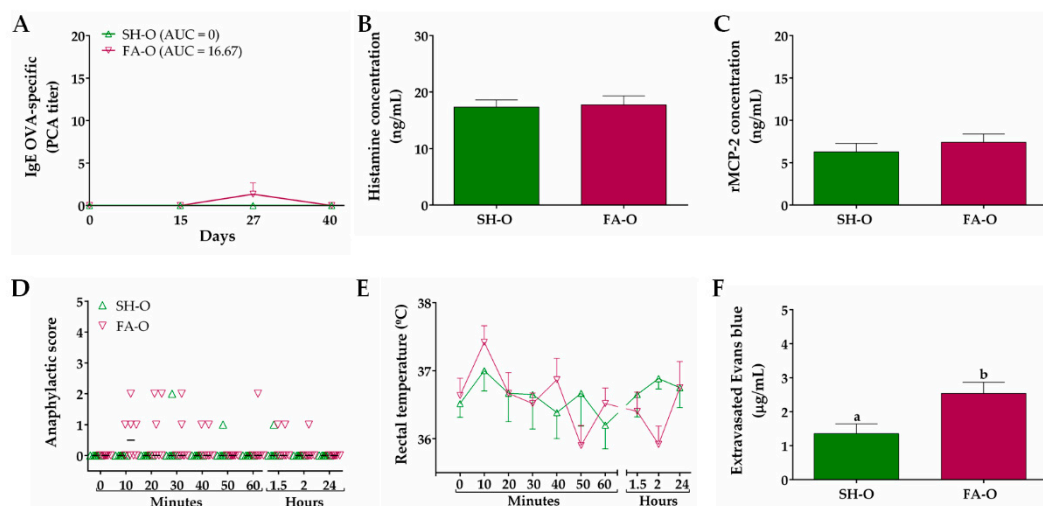 A
SH-O (AUC = 0)
FA-O (AUC = 16.67)
IgE OVA-specific
(PCA titer)
20
15
10
5
0
0 15 27 40
Days
B
Histamine concentration
(ng/mL)
30
20
10
0
SH-O FA-O
C
rMCP-2 concentration
(ng/mL)
20
15
10
5
0
SH-O FA-O
D
SH-O
FA-O
Anaphylactic score
5
4
3
2
1
0
0 10 20 30 40 50 60 1.5 2 24
Minutes Hours
E
Rectal temperature (ºC)
38
37
36
0 10 20 30 40 50 60 1.5 2 24
Minutes Hours
F
Extravasated Evans blue
(µg/mL)
5
4
3
2
1
0
a
b
SH-O FA-O